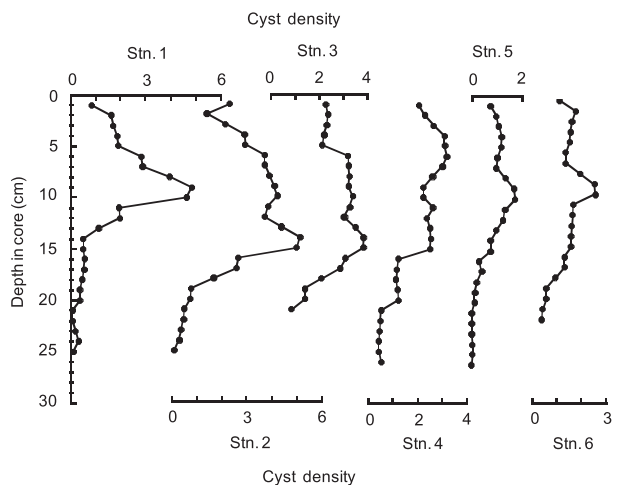 Cyst density
Stn. 1
Stn. 3
Stn. 5
0 3 6
0 2 4
0 2
0
5
10
15
20
25
30
Depth in core (cm)
0 3 6
0 2 4
0 3
Stn. 2
Stn. 4
Stn. 6
Cyst density